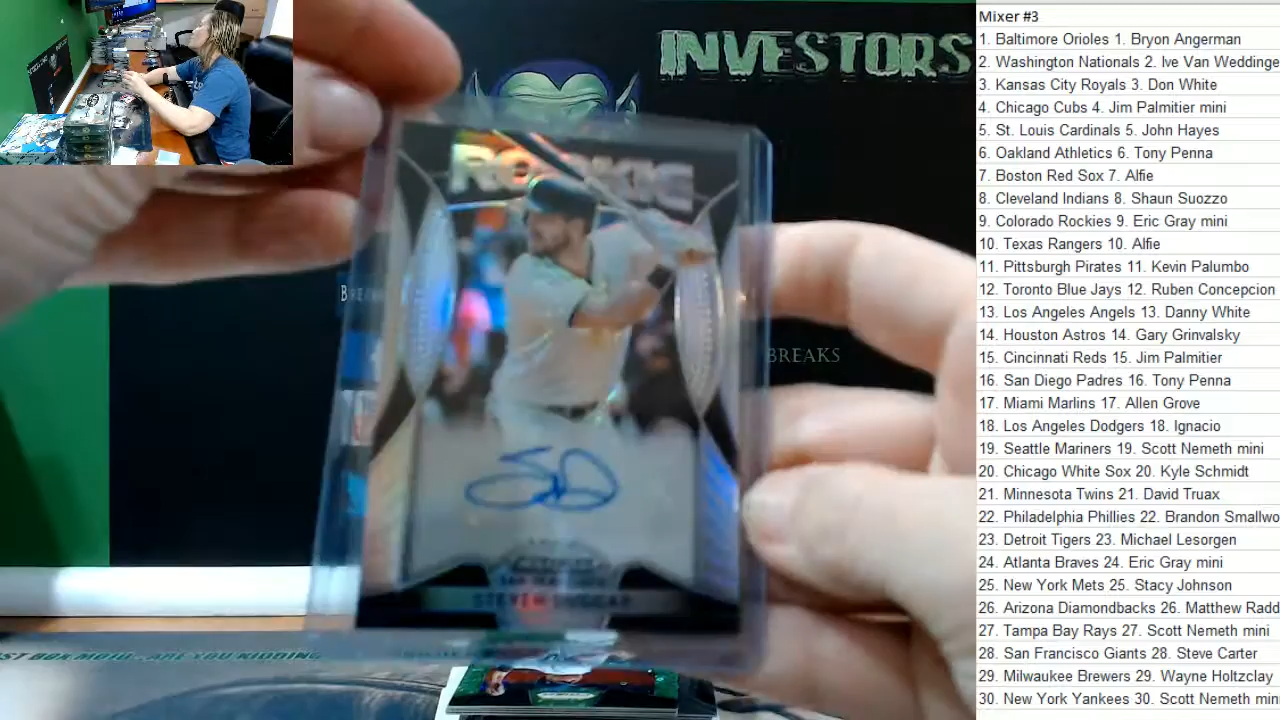 INVESTORS
BREAKS
ROOKIE
SAN FRANCISCO
STEVEN DUGGAR
Mixer #3
1. Baltimore Orioles 1. Bryon Angerman
2. Washington Nationals 2. Ive Van Weddinge
3. Kansas City Royals 3. Don White
4. Chicago Cubs 4. Jim Palmitier mini
5. St. Louis Cardinals 5. John Hayes
6. Oakland Athletics 6. Tony Penna
7. Boston Red Sox 7. Alfie
8. Cleveland Indians 8. Shaun Suozzo
9. Colorado Rockies 9. Eric Gray mini
10. Texas Rangers 10. Alfie
11. Pittsburgh Pirates 11. Kevin Palumbo
12. Toronto Blue Jays 12. Ruben Concepcion
13. Los Angeles Angels 13. Danny White
14. Houston Astros 14. Gary Grinvalsky
15. Cincinnati Reds 15. Jim Palmitier
16. San Diego Padres 16. Tony Penna
17. Miami Marlins 17. Allen Grove
18. Los Angeles Dodgers 18. Ignacio
19. Seattle Mariners 19. Scott Nemeth mini
20. Chicago White Sox 20. Kyle Schmidt
21. Minnesota Twins 21. David Truax
22. Philadelphia Phillies 22. Brandon Smallwo
23. Detroit Tigers 23. Michael Lesorgen
24. Atlanta Braves 24. Eric Gray mini
25. New York Mets 25. Stacy Johnson
26. Arizona Diamondbacks 26. Matthew Radd
27. Tampa Bay Rays 27. Scott Nemeth mini
28. San Francisco Giants 28. Steve Carter
29. Milwaukee Brewers 29. Wayne Holtzclay
30. New York Yankees 30. Scott Nemeth min